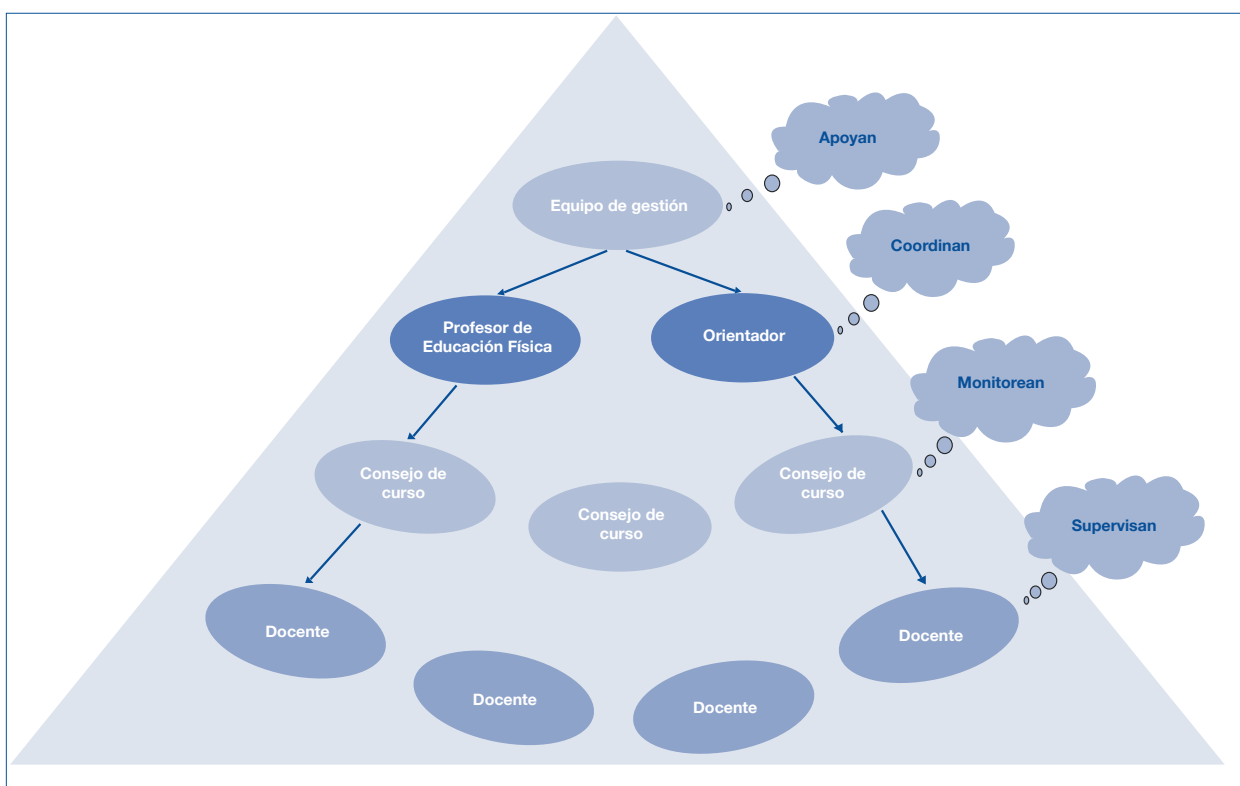 Apoyan
Equipo de gestión
Coordinan
Profesor de
Educación Física
Orientador
Monitorean
Consejo de
curso
Consejo de
curso
Consejo de
curso
Supervisan
Docente
Docente
Docente
Docente